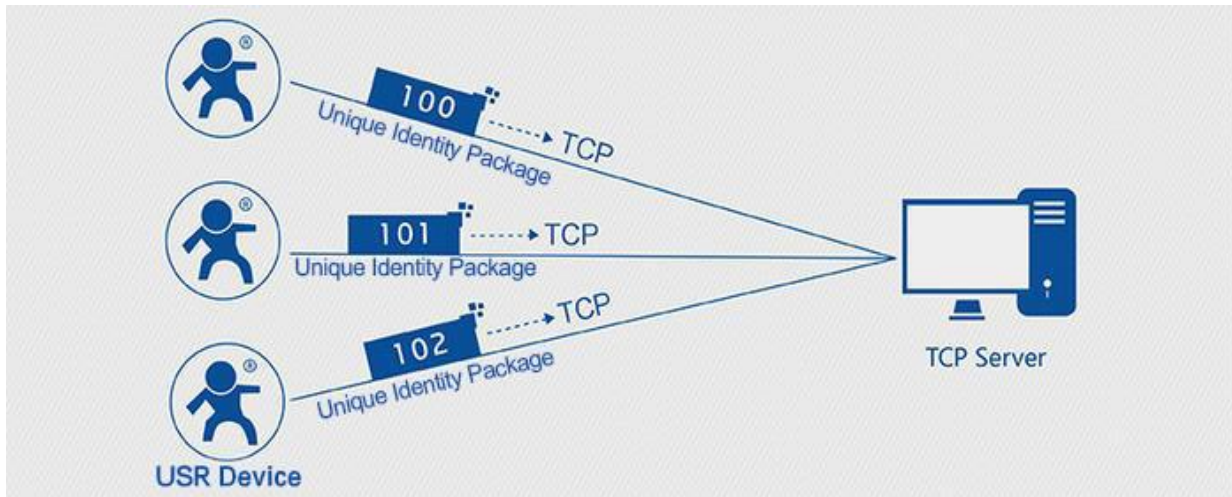 ®
100
Unique Identity Package
TCP
®
101
Unique Identity Package
TCP
®
102
Unique Identity Package
TCP
USR Device
TCP Server